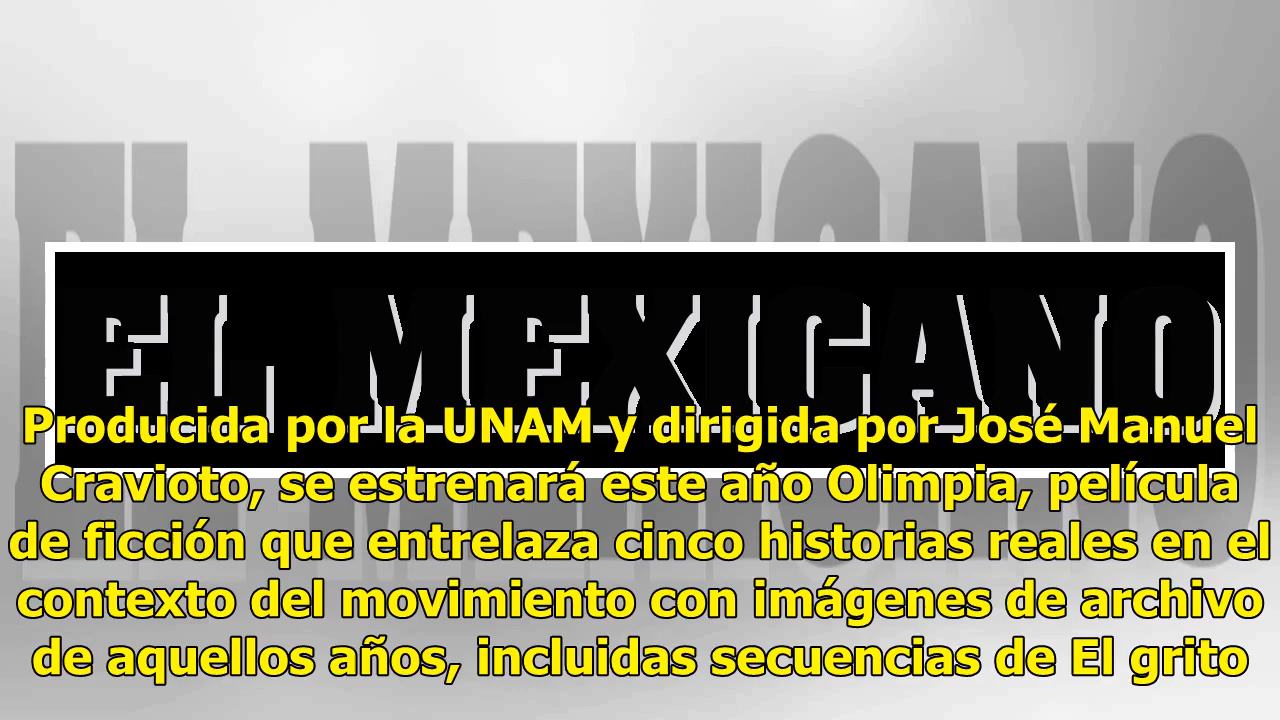 EL MEXICANO
EL MEXICANO
Producida por la UNAM y dirigida por José Manuel
Cravioto, se estrenará este año Olimpia, película
de ficción que entrelaza cinco historias reales en el
contexto del movimiento con imágenes de archivo
de aquellos años, incluidas secuencias de El grito